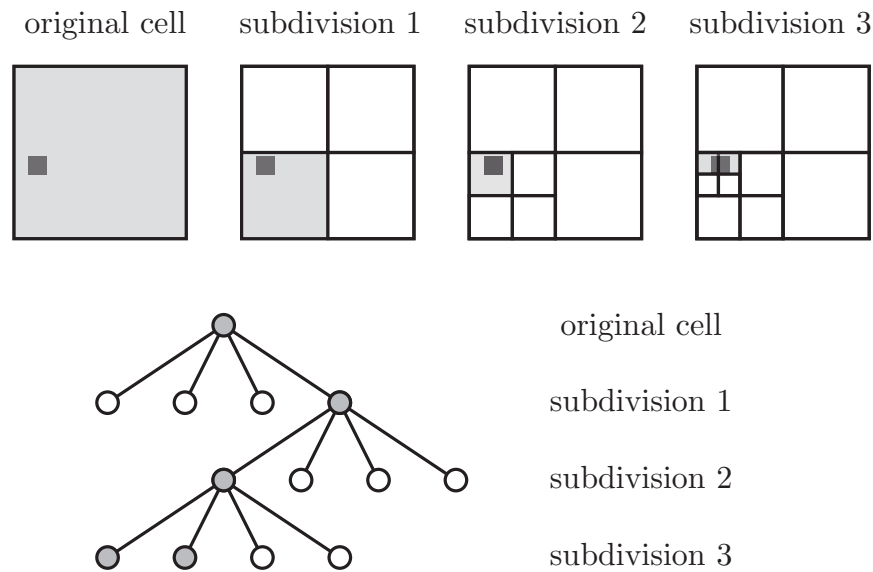 original cell subdivision 1 subdivision 2 subdivision 3
original cell
subdivision 1
subdivision 2
subdivision 3